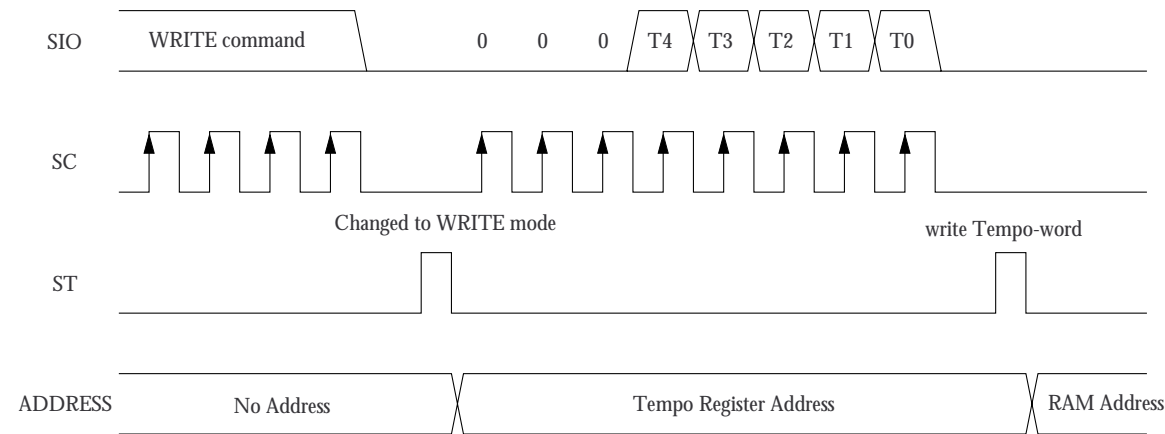 SIO WRITE command 0 0 0 T4 T3 T2 T1 T0
SC
Changed to WRITE mode write Tempo-word
ST
ADDRESS No Address Tempo Register Address RAM Address